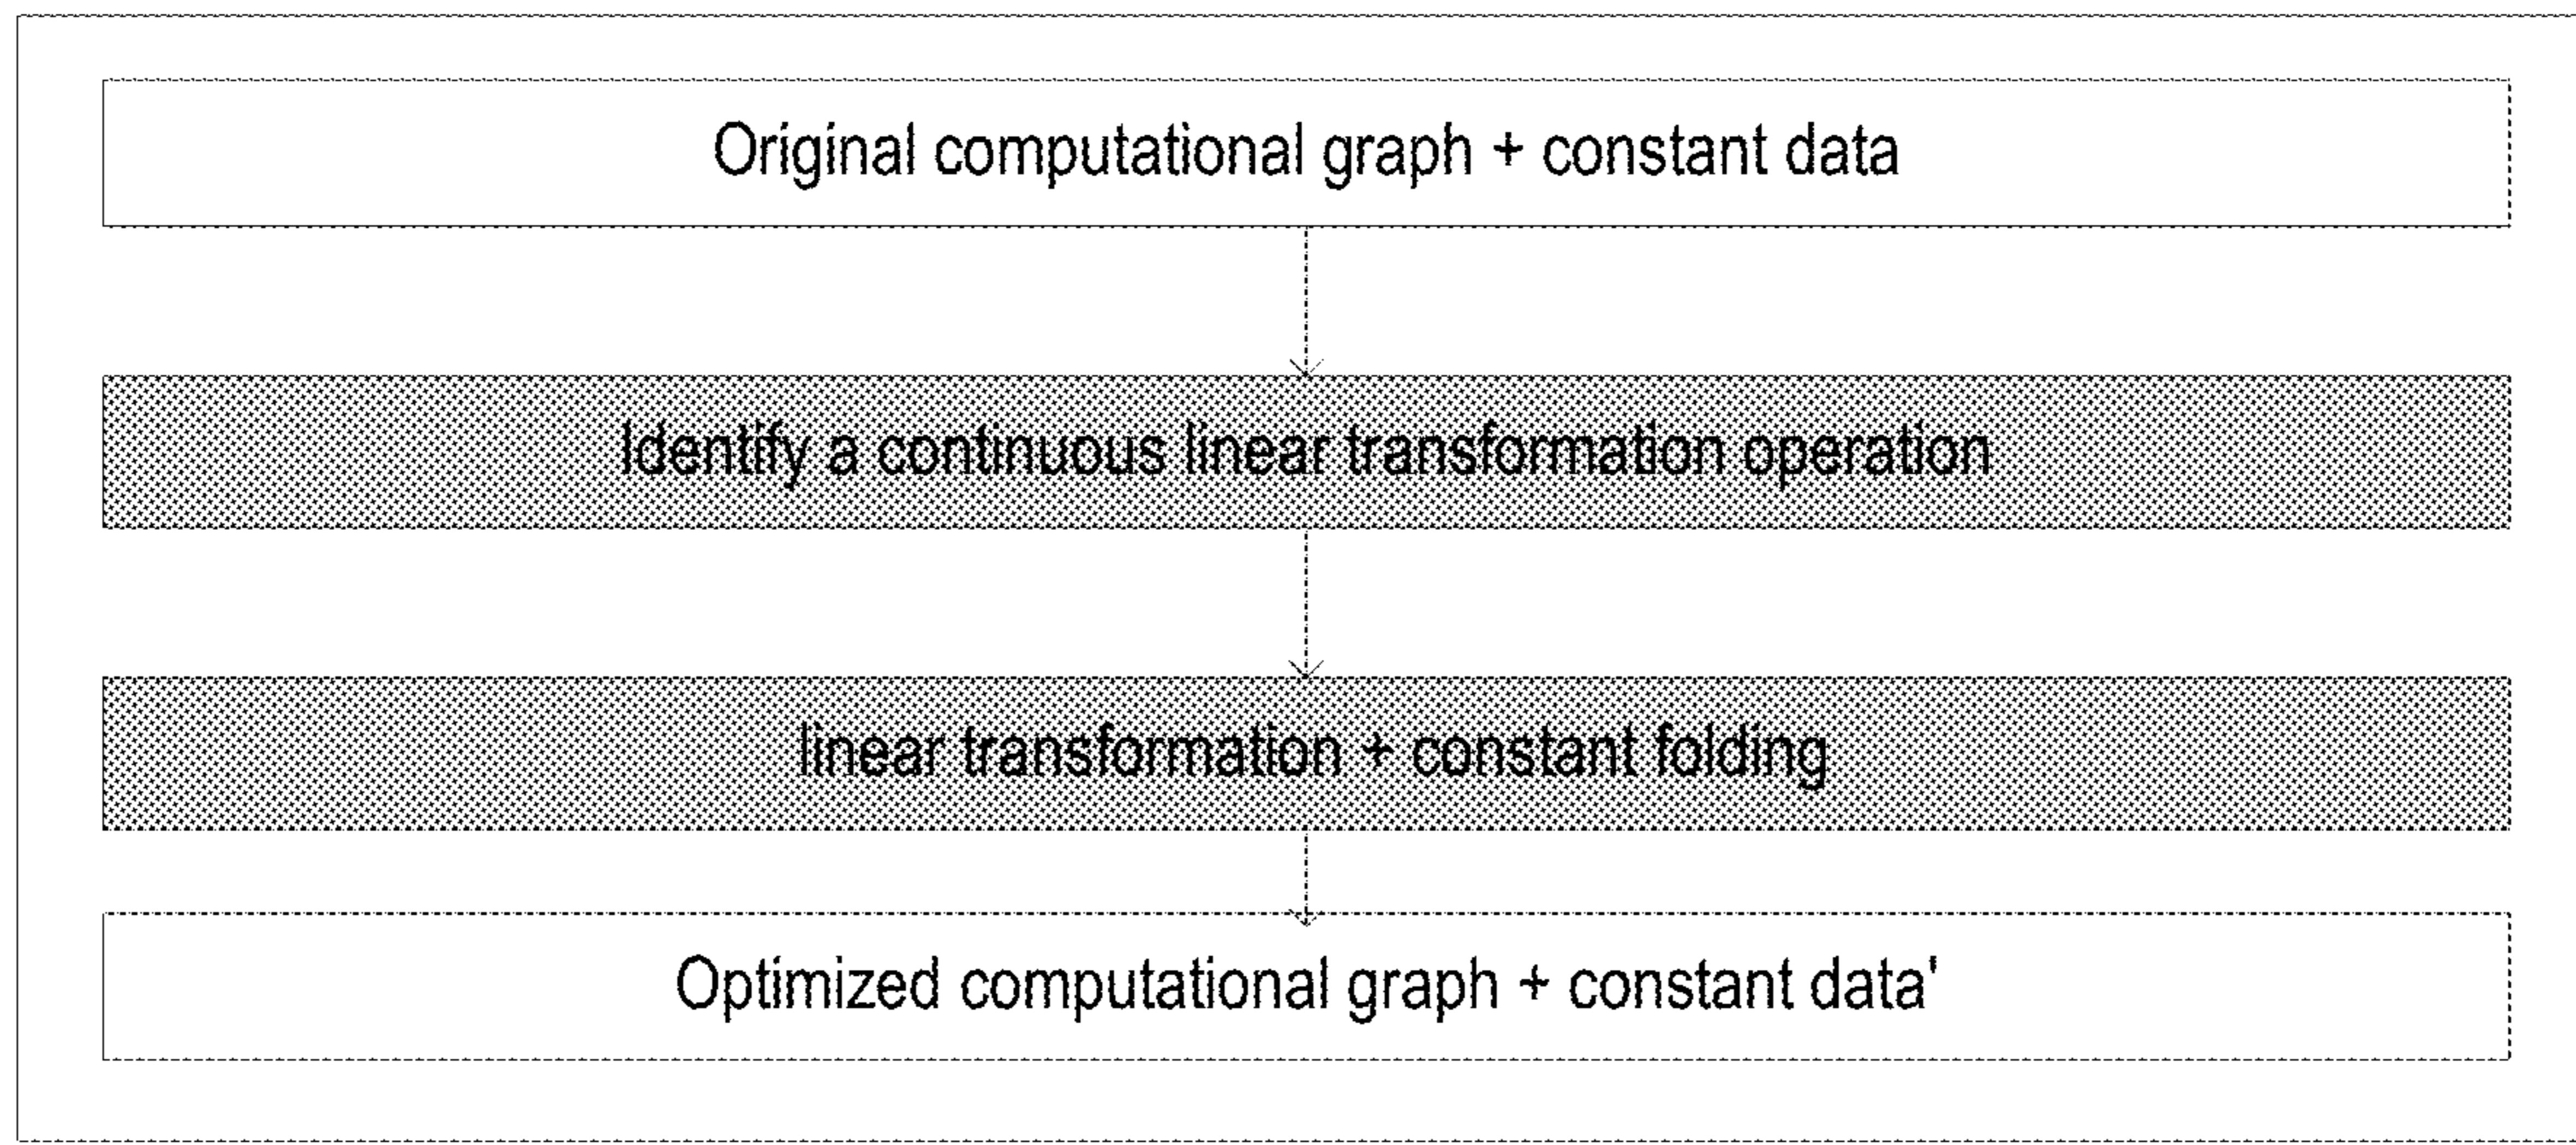 Original computational graph + constant data
Identify a continuous linear transformation operation
linear transformation + constant folding
Optimized computational graph + constant data'